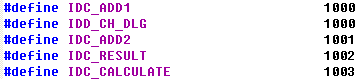 #define IDC_ADD1 1000
#define IDD_CH_DLG 1000
#define IDC_ADD2 1001
#define IDC_RESULT 1002
#define IDC_CALCULATE 1003